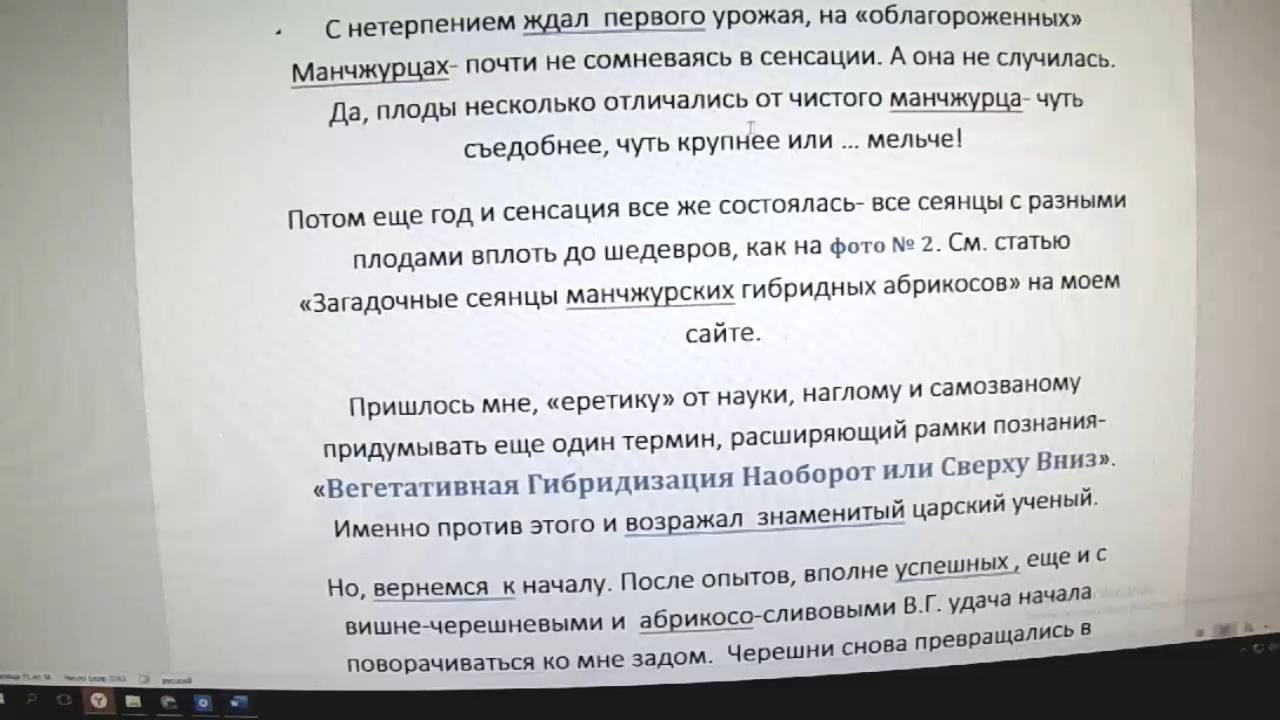 С нетерпением ждал  первого урожая, на «облагороженных»
Манчжурцах- почти не сомневаясь в сенсации. А она не случилась.
Да, плоды несколько отличались от чистого манчжурца- чуть
съедобнее, чуть крупнее или ... мельче!
Потом еще год и сенсация все же состоялась- все сеянцы с разными
плодами вплоть до шедевров, как на фото № 2. См. статью
«Загадочные сеянцы манчжурских гибридных абрикосов» на моем
сайте.
Пришлось мне, «еретику» от науки, наглому и самозваному
придумывать еще один термин, расширяющий рамки познания-
«Вегетативная Гибридизация Наоборот или Сверху Вниз».
Именно против этого и возражал  знаменитый царский ученый.
Но, вернемся  к началу. После опытов, вполне успешных , еще и с
вишне-черешневыми и  абрикосо-сливовыми В.Г. удача начала
поворачиваться ко мне задом.  Черешни снова превращались в
русский